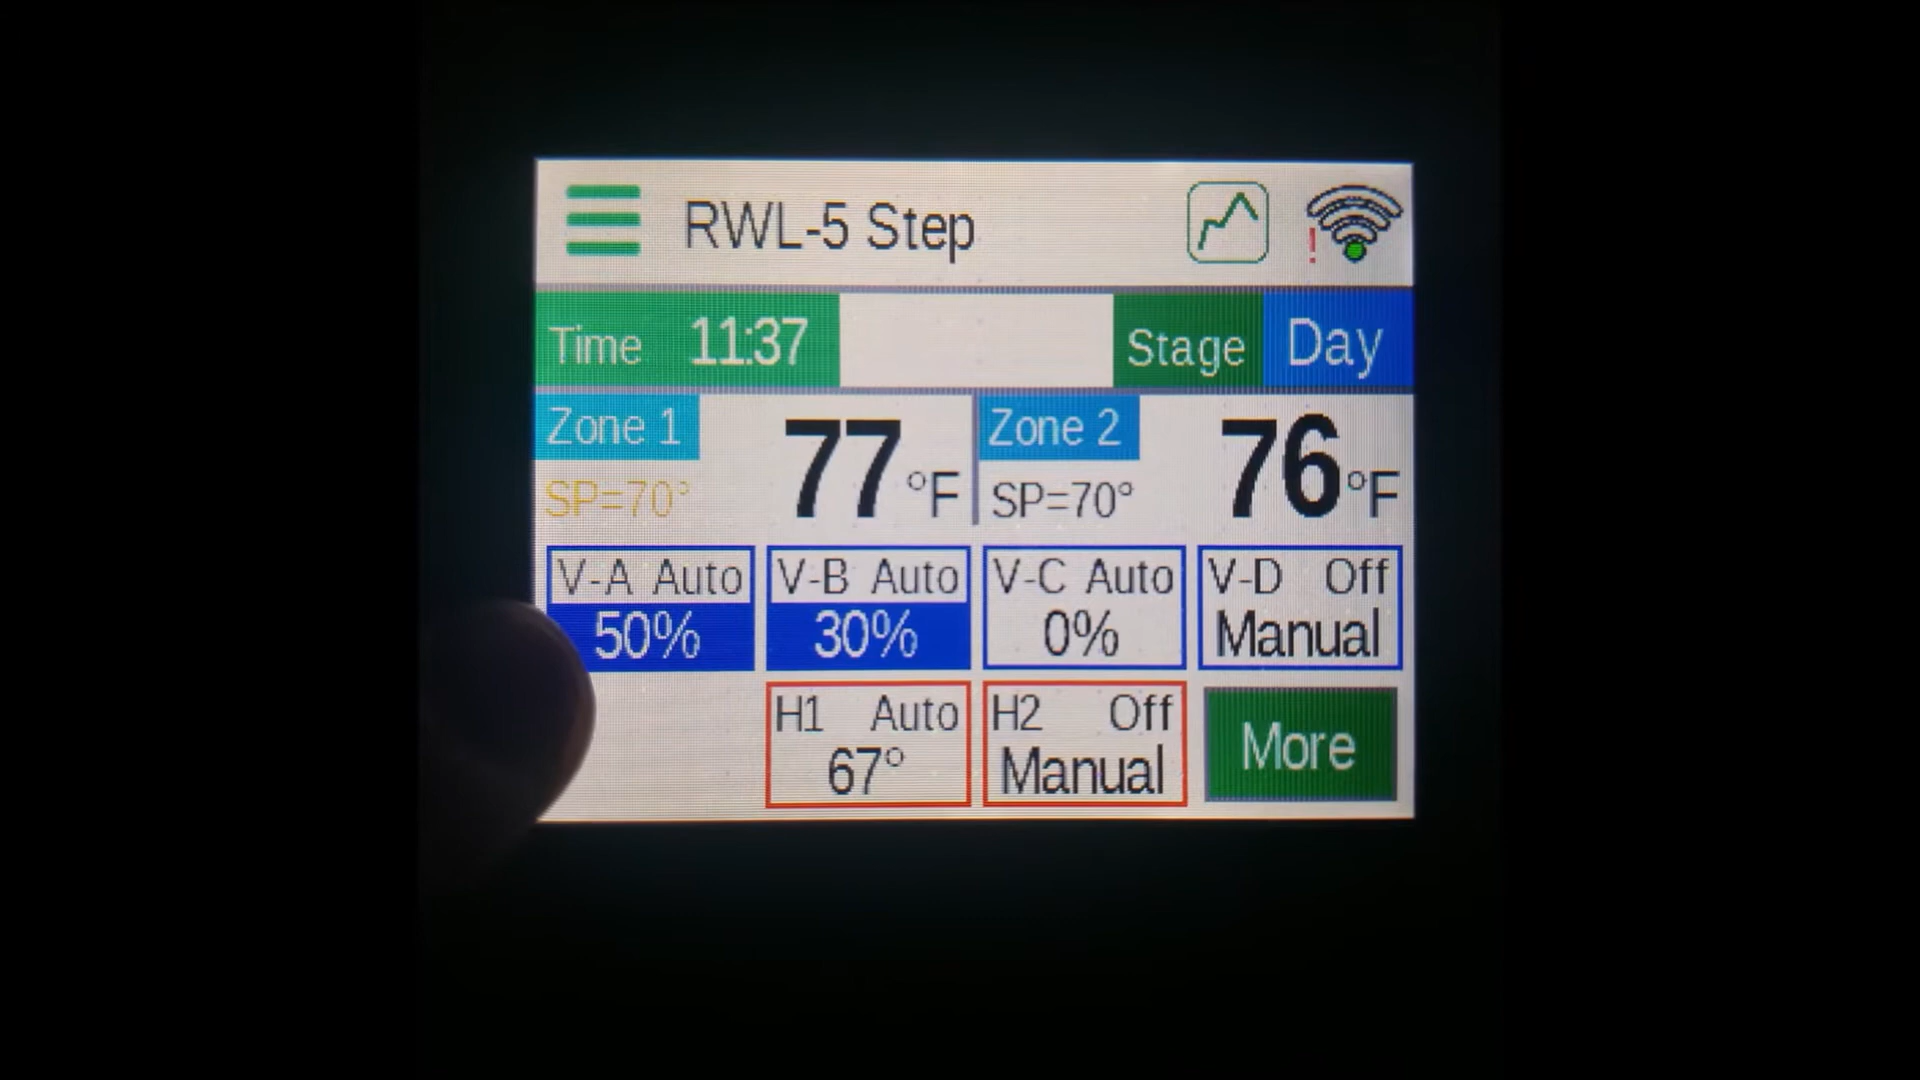 RWL-5 Step
!
Time 11:37 Stage Day
Zone 1 77 °F Zone 2 76 °F
SP=70° SP=70°
V-A Auto V-B Auto V-C Auto V-D Off
50% 30% 0% Manual
H1 Auto H2 Off More
67° Manual